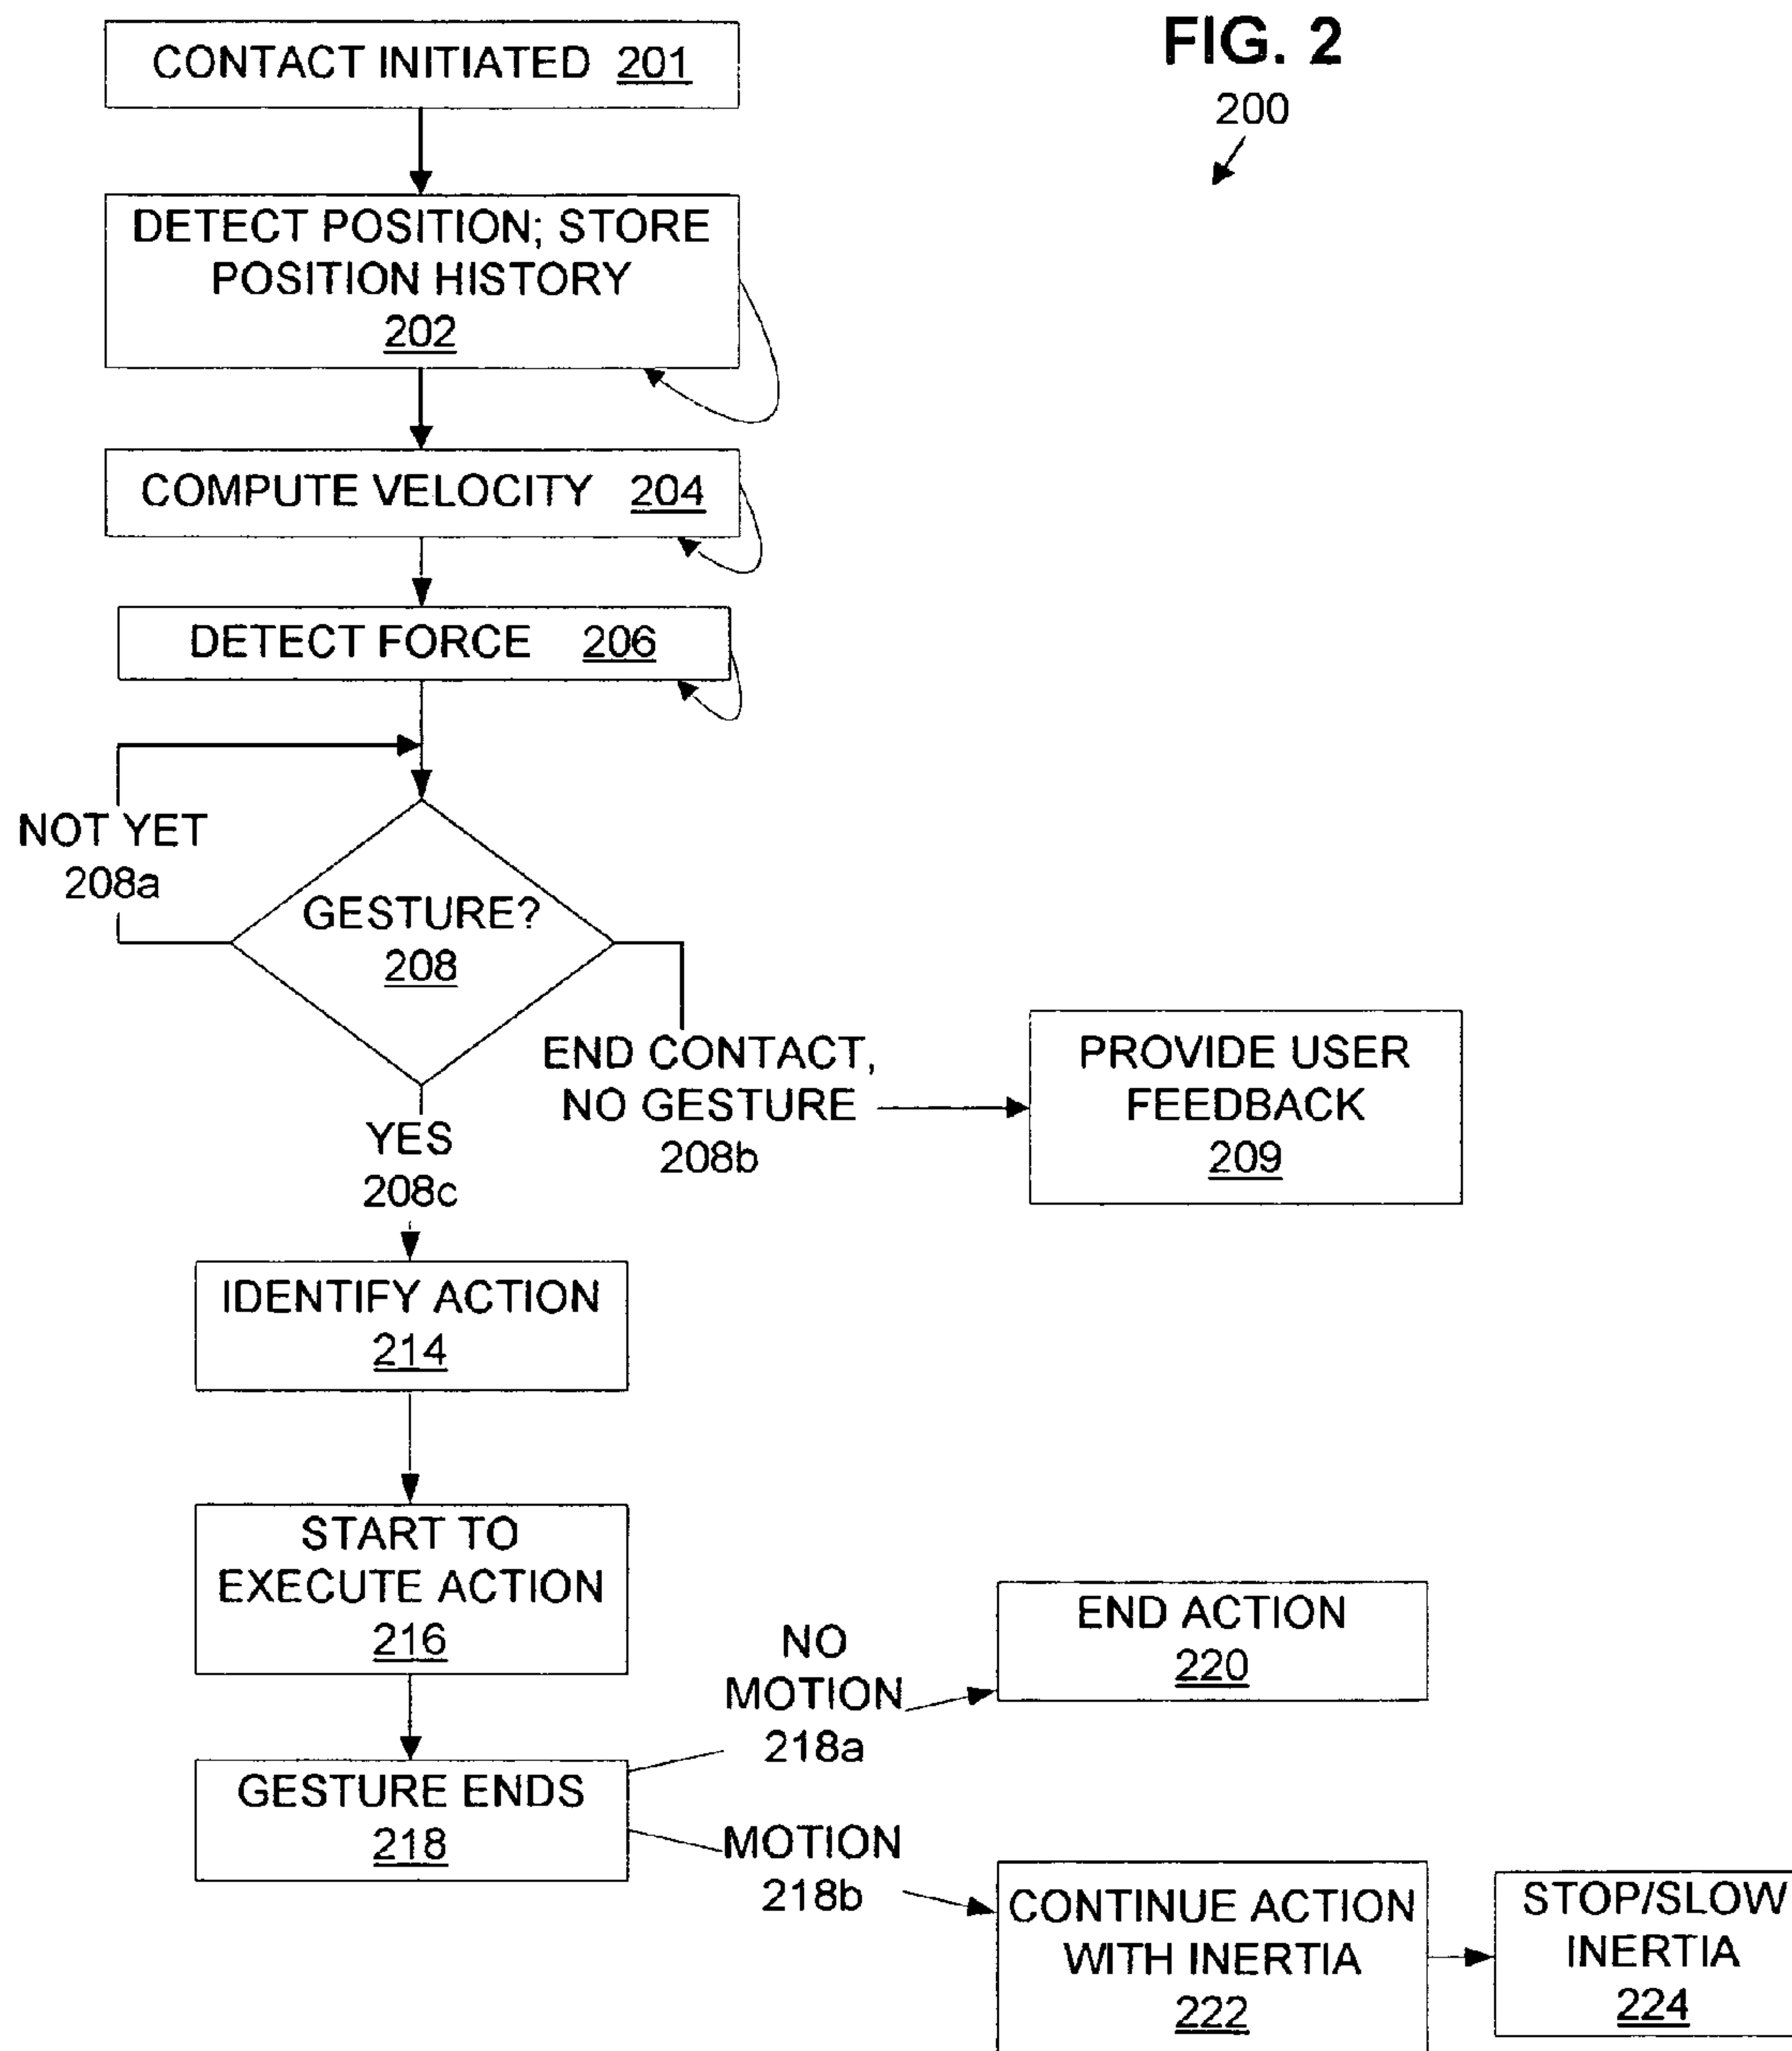 FIG. 2
200
CONTACT INITIATED 201
DETECT POSITION; STORE
POSITION HISTORY
202
COMPUTE VELOCITY 204
DETECT FORCE 206
NOT YET
208a
GESTURE?
208
END CONTACT,
NO GESTURE
208b
PROVIDE USER
FEEDBACK
209
YES
208c
IDENTIFY ACTION
214
START TO
EXECUTE ACTION
216
NO
MOTION
218a
END ACTION
220
GESTURE ENDS
218
MOTION
218b
CONTINUE ACTION
WITH INERTIA
222
STOP/SLOW
INERTIA
224